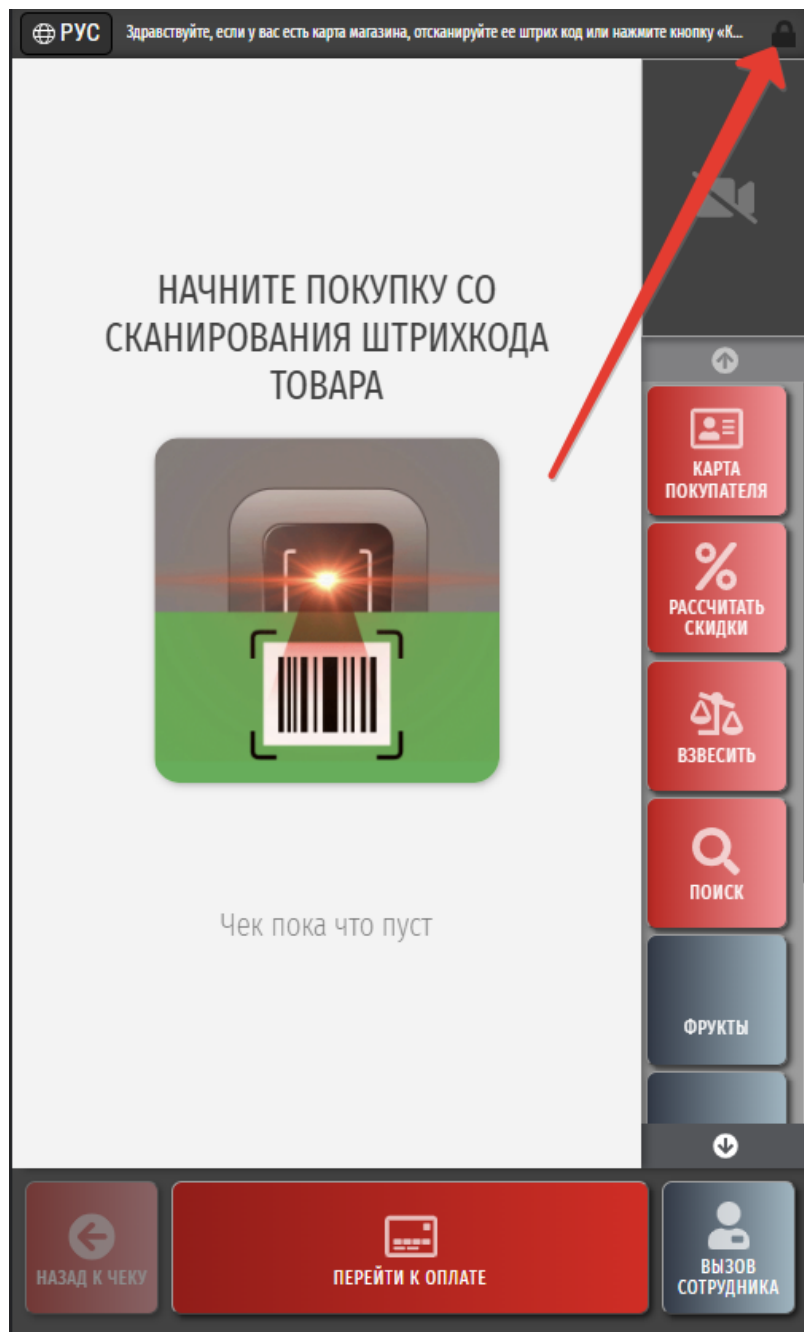 РУС
Здравствуйте, если у вас есть карта магазина, отсканируйте ее штрих код или нажмите кнопку «К...
НАЧНИТЕ ПОКУПКУ СО
СКАНИРОВАНИЯ ШТРИХКОДА
ТОВАРА
Чек пока что пуст
КАРТА
ПОКУПАТЕЛЯ
РАССЧИТАТЬ
СКИДКИ
ВЗВЕСИТЬ
ПОИСК
ФРУКТЫ
НАЗАД К ЧЕКУ
ПЕРЕЙТИ К ОПЛАТЕ
ВЫЗОВ
СОТРУДНИКА